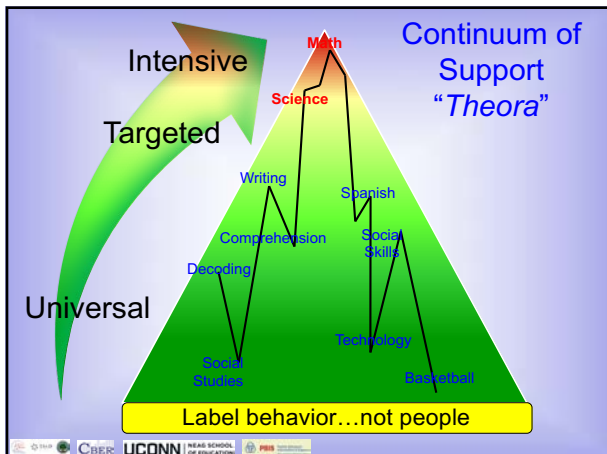 Continuum of
Support
“Theora”
Intensive
Targeted
Universal
Math
Science
Writing
Spanish
Comprehension
Social
Skills
Decoding
Technology
Social
Studies
Basketball
Label behavior…not people
CBER
UCONN
NEAG SCHOOL
OF EDUCATION
PBIS